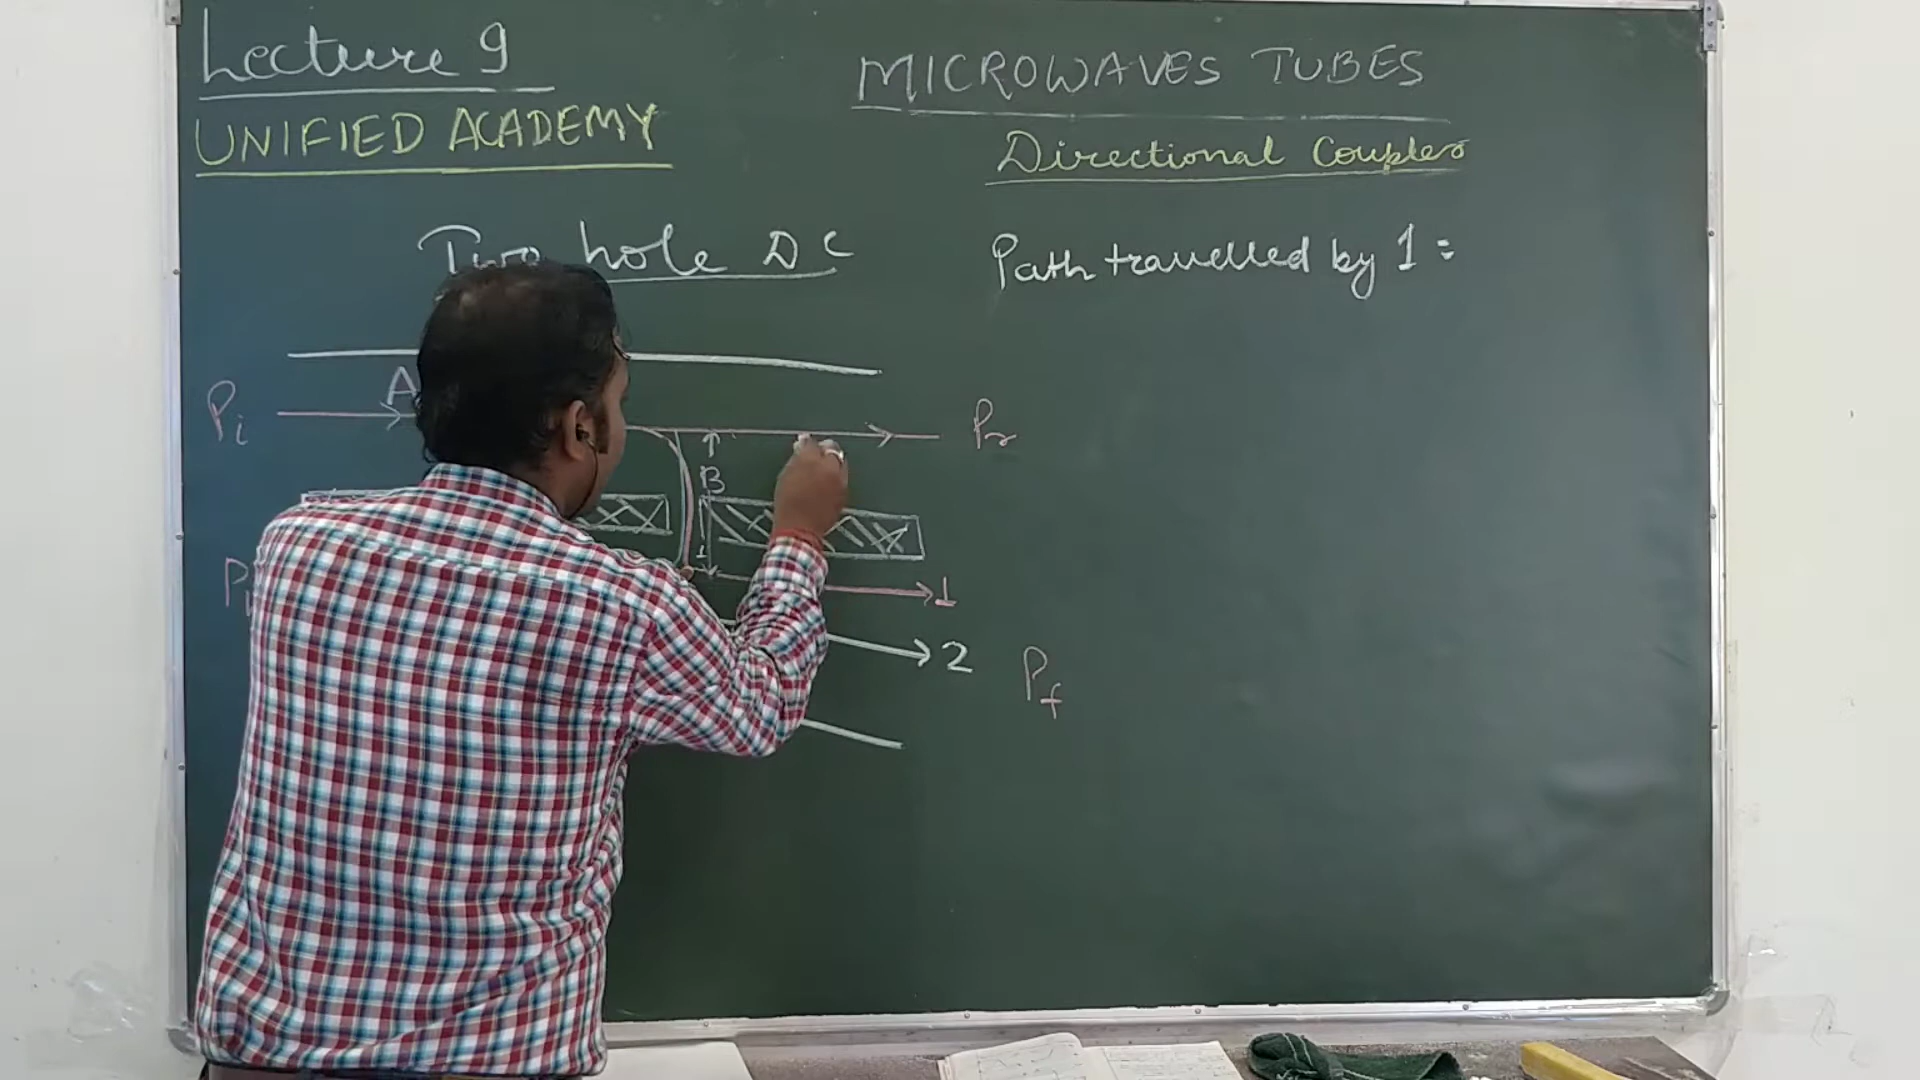 Lecture 9
UNIFIED ACADEMY
MICROWAVES TUBES
Directional Coupler
Two hole DC
Path travelled by 1 =
A
Pi
Pr
B
1
1
2
Pf